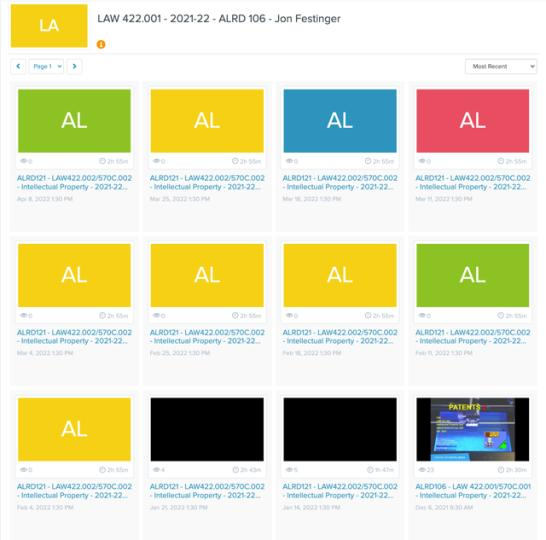 LA
LAW 422.001 - 2021-22 - ALRD 106 - Jon Festinger
Page 1
Most Recent
AL
AL
AL
AL
0 2h 55m
0 2h 55m
0 2h 55m
0 2h 55m
ALRD121 - LAW422.002/570C.002
- Intellectual Property - 2021-22...
Apr 8, 2022 1:30 PM
ALRD121 - LAW422.002/570C.002
- Intellectual Property - 2021-22...
Mar 25, 2022 1:30 PM
ALRD121 - LAW422.002/570C.002
- Intellectual Property - 2021-22...
Mar 18, 2022 1:30 PM
ALRD121 - LAW422.002/570C.002
- Intellectual Property - 2021-22...
Mar 11, 2022 1:30 PM
AL
AL
AL
AL
0 2h 55m
0 2h 55m
0 2h 55m
0 2h 55m
ALRD121 - LAW422.002/570C.002
- Intellectual Property - 2021-22...
Mar 4, 2022 1:30 PM
ALRD121 - LAW422.002/570C.002
- Intellectual Property - 2021-22...
Feb 25, 2022 1:30 PM
ALRD121 - LAW422.002/570C.002
- Intellectual Property - 2021-22...
Feb 18, 2022 1:30 PM
ALRD121 - LAW422.002/570C.002
- Intellectual Property - 2021-22...
Feb 11, 2022 1:30 PM
AL
PATENTS
0 2h 55m
4 2h 43m
5 1h 47m
23 2h 30m
ALRD121 - LAW422.002/570C.002
- Intellectual Property - 2021-22...
Feb 4, 2022 1:30 PM
ALRD121 - LAW422.002/570C.002
- Intellectual Property - 2021-22...
Jan 21, 2022 1:30 PM
ALRD121 - LAW422.002/570C.002
- Intellectual Property - 2021-22...
Jan 14, 2022 1:30 PM
ALRD106 - LAW 422.001/570C.001
- Intellectual Property - 2021-22...
Dec 6, 2021 9:30 AM